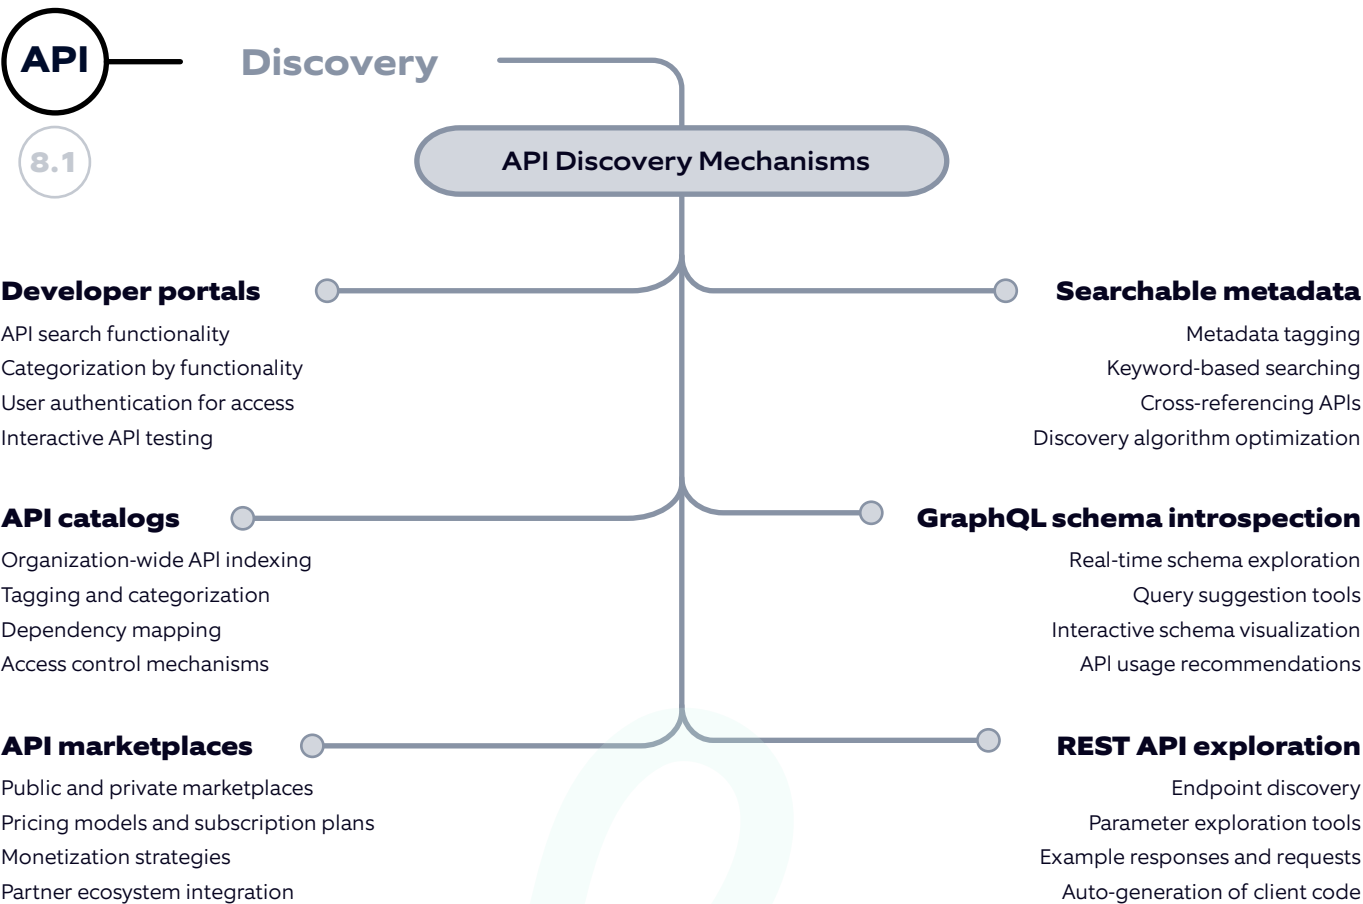 API
Discovery
8.1
API Discovery Mechanisms
Developer portals
API search functionality
Categorization by functionality
User authentication for access
Interactive API testing
Searchable metadata
Metadata tagging
Keyword-based searching
Cross-referencing APIs
Discovery algorithm optimization
API catalogs
Organization-wide API indexing
Tagging and categorization
Dependency mapping
Access control mechanisms
GraphQL schema introspection
Real-time schema exploration
Query suggestion tools
Interactive schema visualization
API usage recommendations
API marketplaces
Public and private marketplaces
Pricing models and subscription plans
Monetization strategies
Partner ecosystem integration
REST API exploration
Endpoint discovery
Parameter exploration tools
Example responses and requests
Auto-generation of client code